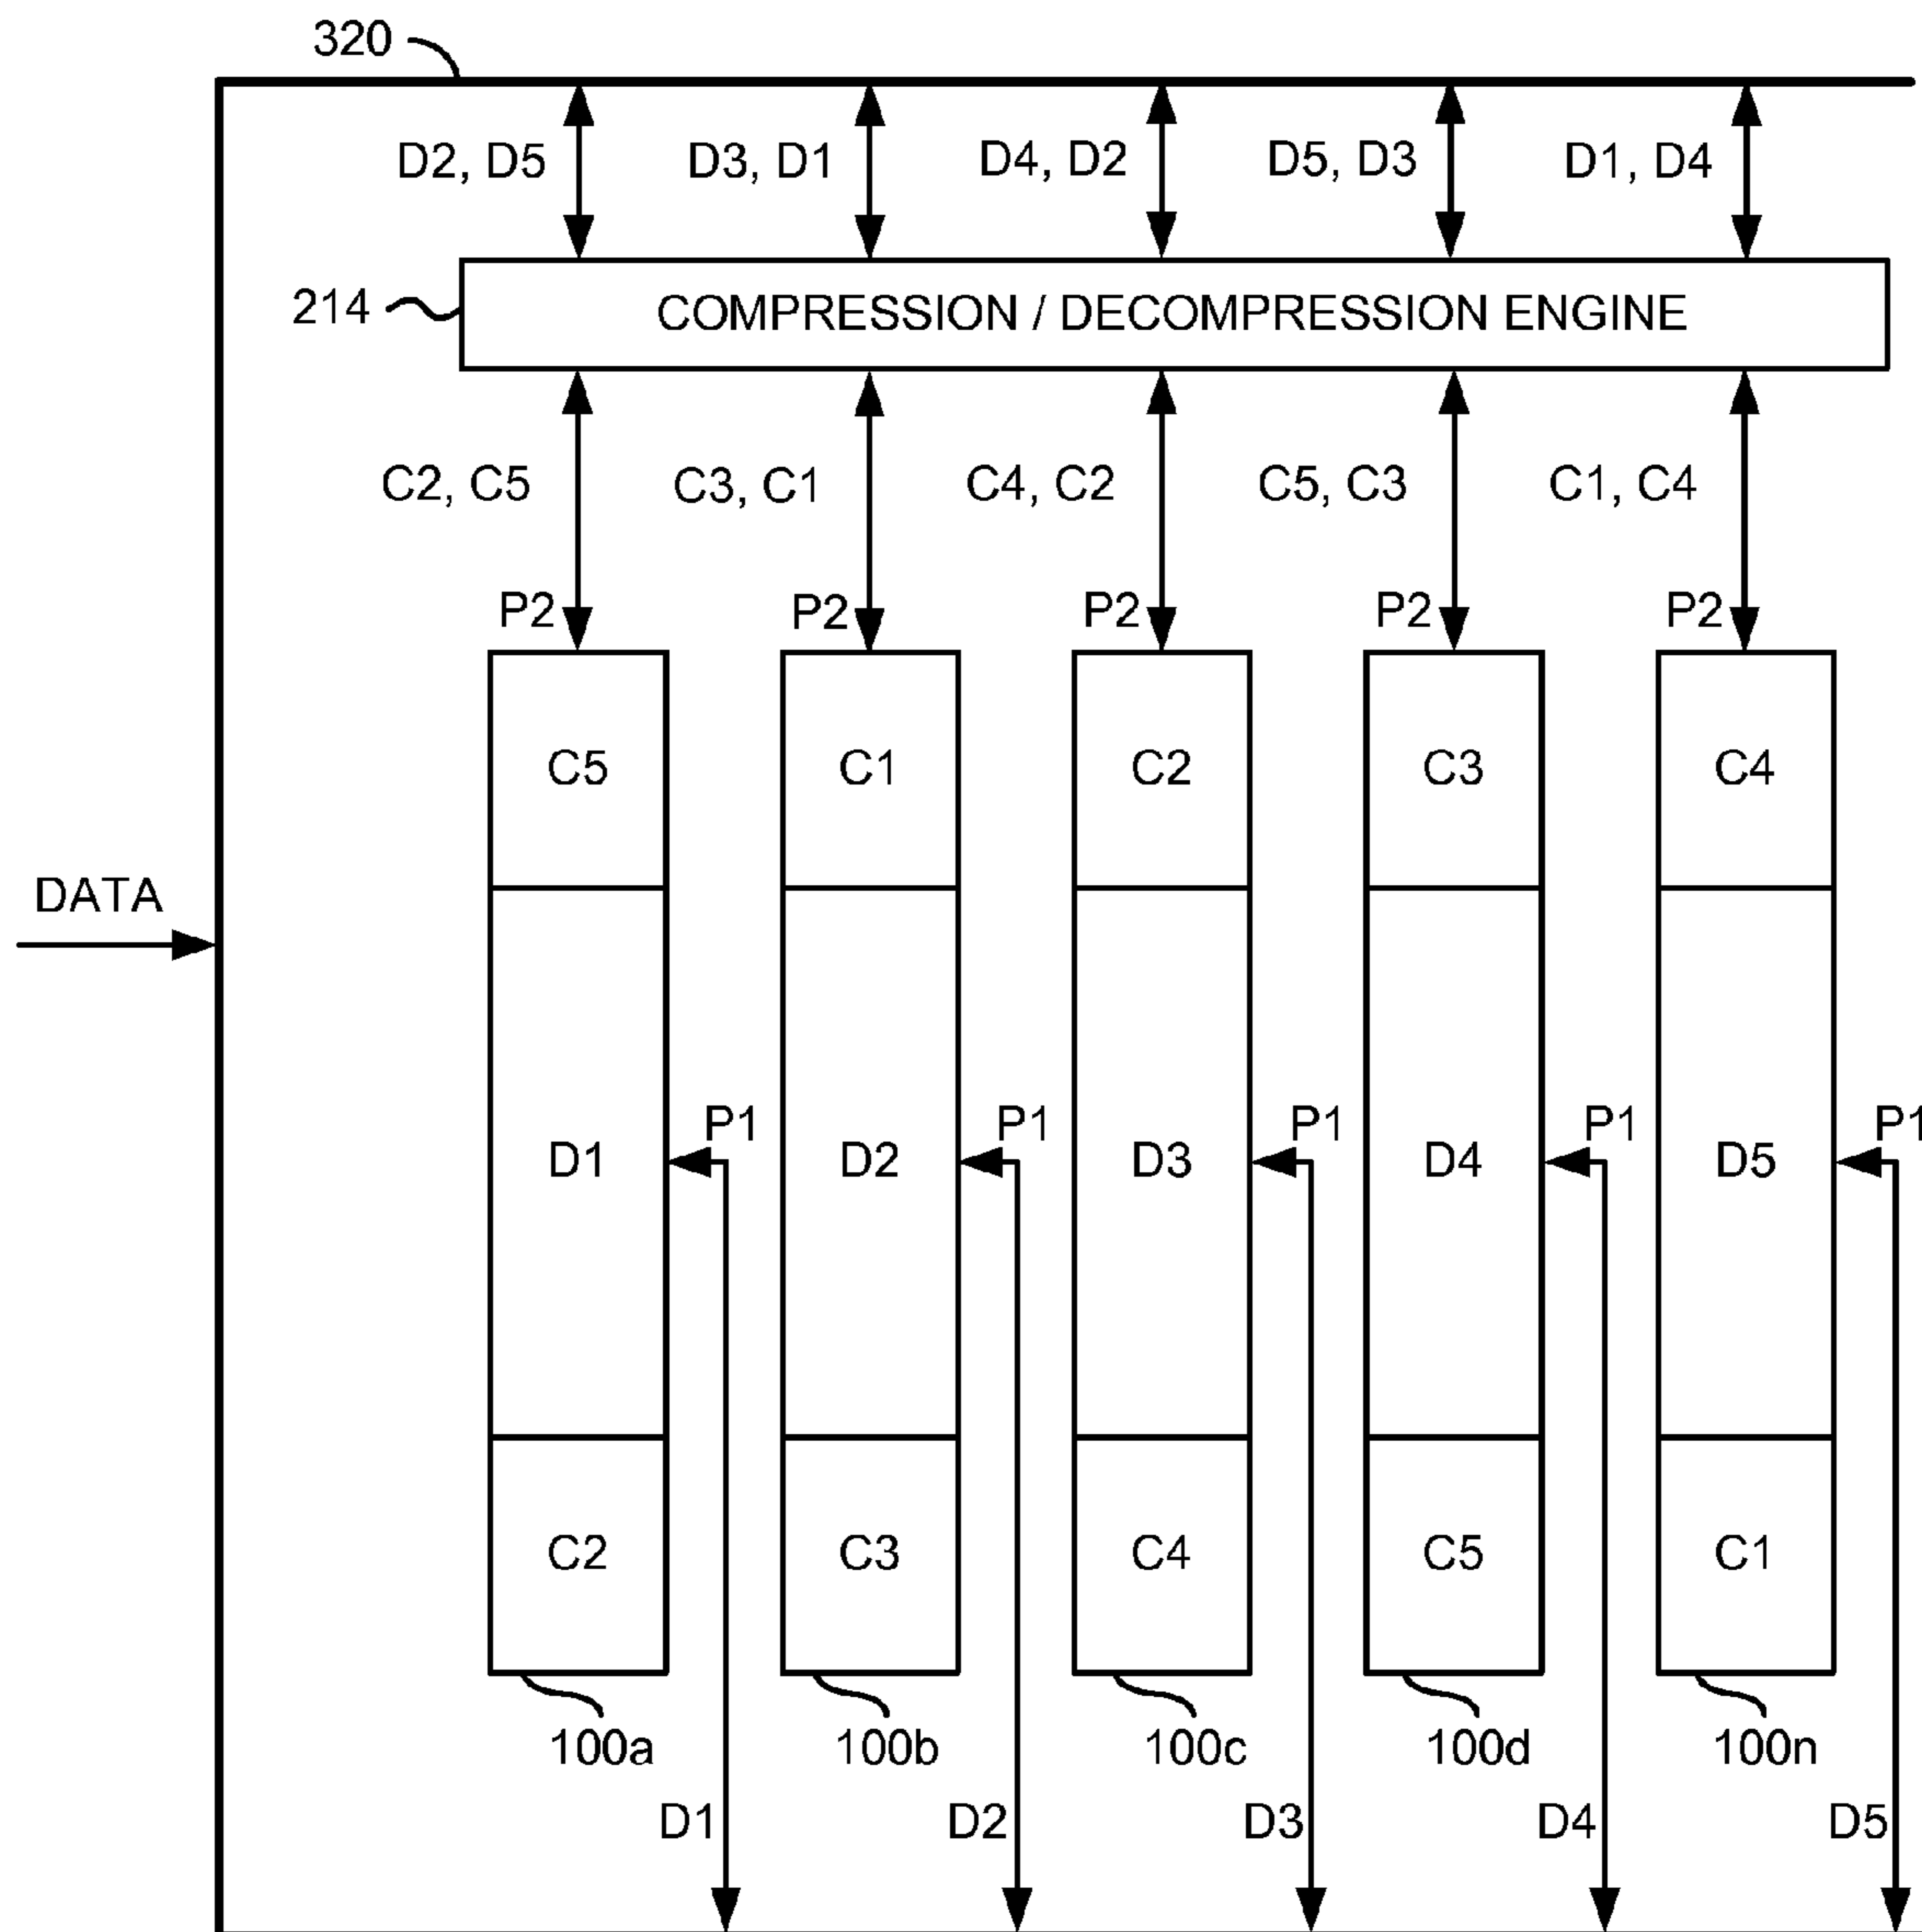 320
D2, D5 D3, D1 D4, D2 D5, D3 D1, D4
214 COMPRESSION / DECOMPRESSION ENGINE
C2, C5 C3, C1 C4, C2 C5, C3 C1, C4
P2 P2 P2 P2 P2
C5 C1 C2 C3 C4
DATA
P1 P1 P1 P1 P1
D1 D2 D3 D4 D5
C2 C3 C4 C5 C1
100a 100b 100c 100d 100n
D1 D2 D3 D4 D5